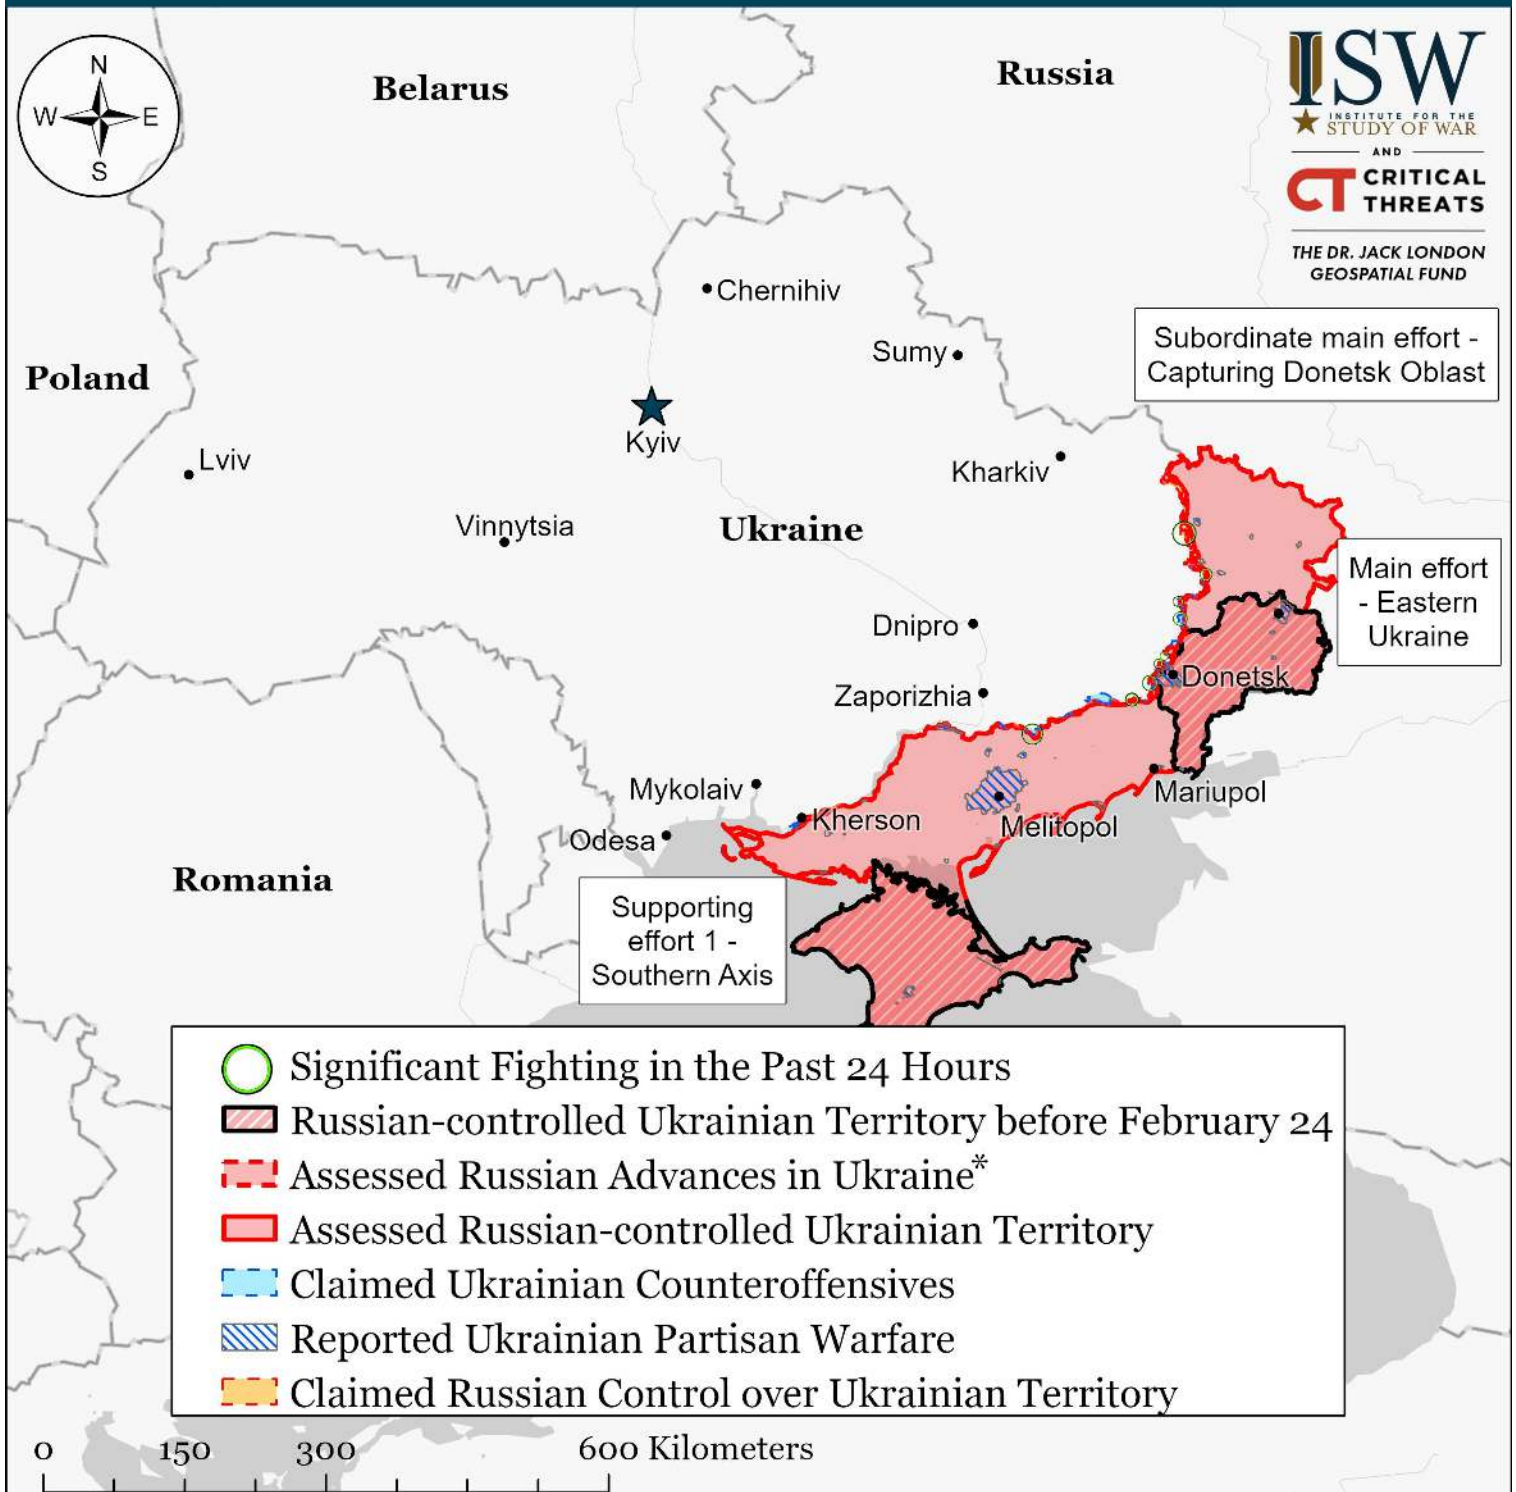 N
W
E
S
Belarus
Russia
ISW
INSTITUTE FOR THE
STUDY OF WAR
AND
CT CRITICAL
THREATS
THE DR. JACK LONDON
GEOSPATIAL FUND
Chernihiv
Subordinate main effort -
Capturing Donetsk Oblast
Sumy
Poland
Kyiv
Lviv
Kharkiv
Vinnytsia
Ukraine
Main effort
- Eastern
Ukraine
Dnipro
Donetsk
Zaporizhia
Mykolaiv
Mariupol
Kherson
Melitopol
Odesa
Romania
Supporting
effort 1 -
Southern Axis
Significant Fighting in the Past 24 Hours
Russian-controlled Ukrainian Territory before February 24
Assessed Russian Advances in Ukraine*
Assessed Russian-controlled Ukrainian Territory
Claimed Ukrainian Counteroffensives
Reported Ukrainian Partisan Warfare
Claimed Russian Control over Ukrainian Territory
0 150 300 600 Kilometers